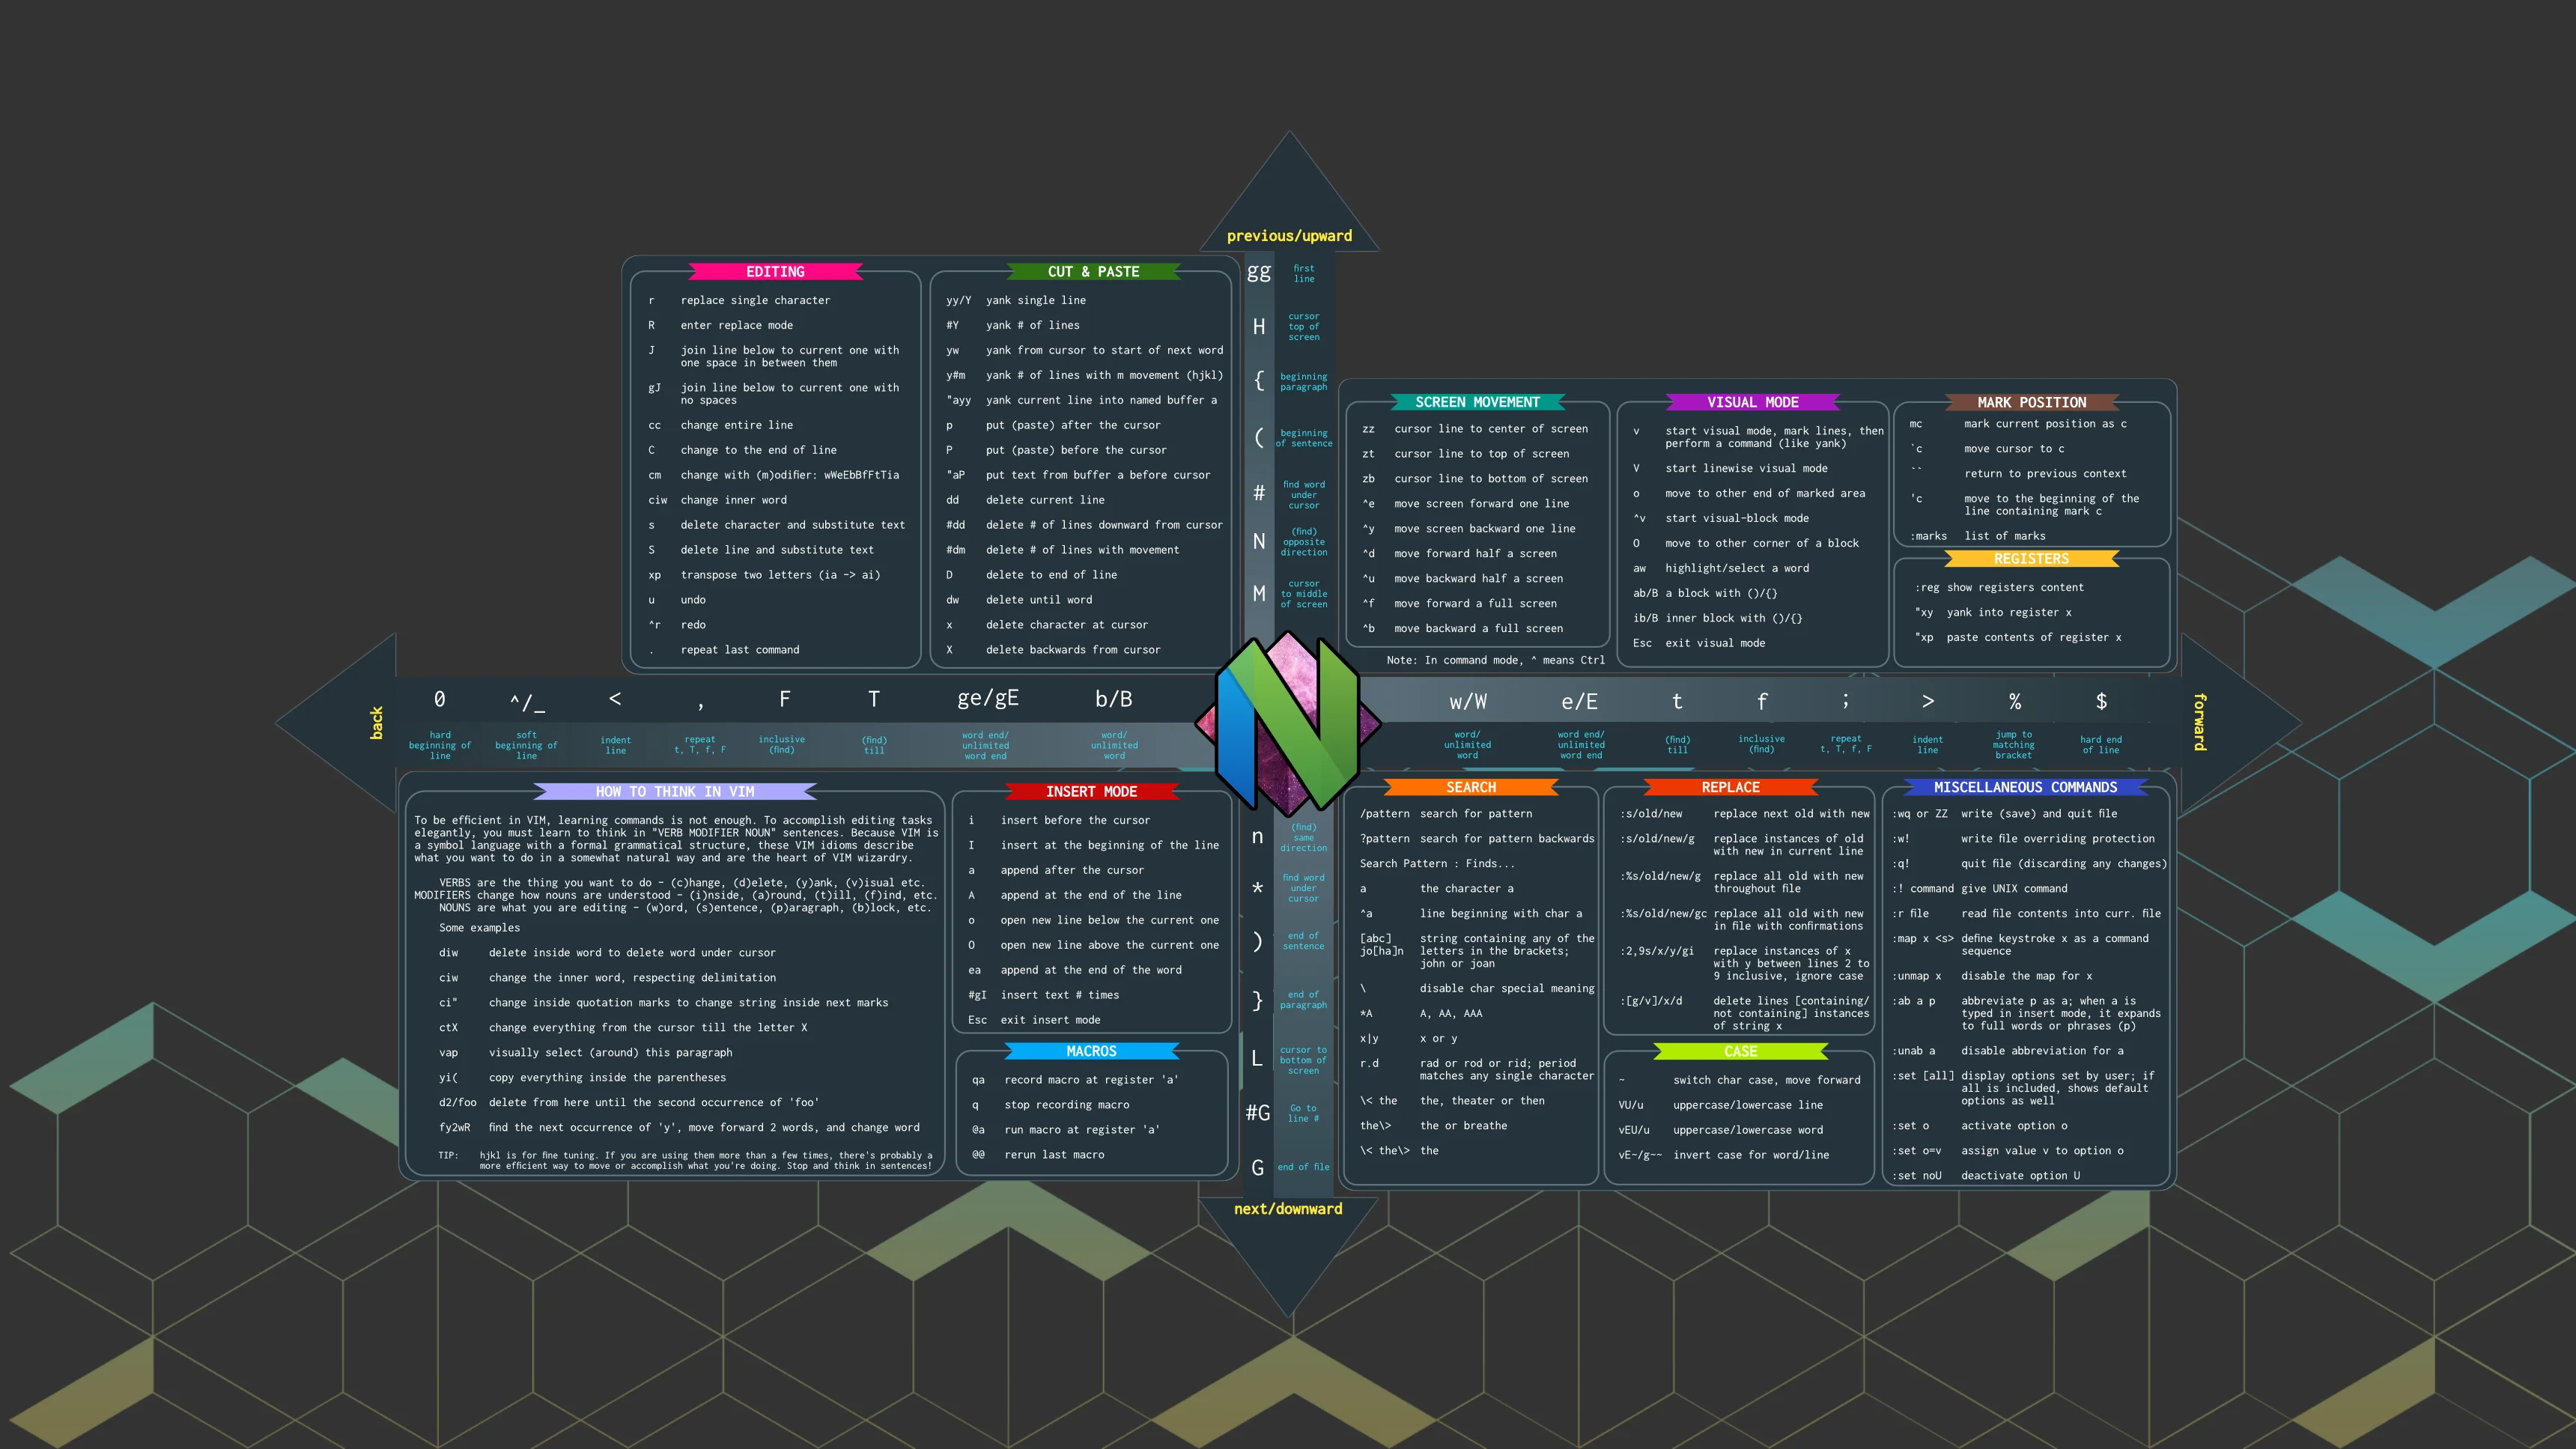 previous/upward
gg first line
H cursor top of screen
{ beginning paragraph
( beginning of sentence
# find word under cursor
N (find) opposite direction
M cursor to middle of screen
EDITING
r replace single character
R enter replace mode
J join line below to current one with
one space in between them
gJ join line below to current one with
no spaces
cc change entire line
C change to the end of line
cm change with (m)odifier: wWeEbBfFtTia
ciw change inner word
s delete character and substitute text
S delete line and substitute text
xp transpose two letters (ia -> ai)
u undo
^r redo
. repeat last command
CUT & PASTE
yy/Y yank single line
#Y yank # of lines
yw yank from cursor to start of next word
y#m yank # of lines with m movement (hjkl)
"ayy yank current line into named buffer a
p put (paste) after the cursor
P put (paste) before the cursor
"aP put text from buffer a before cursor
dd delete current line
#dd delete # of lines downward from cursor
#dm delete # of lines with movement
D delete to end of line
dw delete until word
x delete character at cursor
X delete backwards from cursor
SCREEN MOVEMENT
zz cursor line to center of screen
zt cursor line to top of screen
zb cursor line to bottom of screen
^e move screen forward one line
^y move screen backward one line
^d move forward half a screen
^u move backward half a screen
^f move forward a full screen
^b move backward a full screen
Note: In command mode, ^ means Ctrl
VISUAL MODE
v start visual mode, mark lines, then
perform a command (like yank)
V start linewise visual mode
o move to other end of marked area
^v start visual-block mode
O move to other corner of a block
aw highlight/select a word
ab/B a block with ()/{}
ib/B inner block with ()/{}
Esc exit visual mode
MARK POSITION
mc mark current position as c
`c move cursor to c
`` return to previous context
'c move to the beginning of the
line containing mark c
:marks list of marks
REGISTERS
:reg show registers content
"xy yank into register x
"xp paste contents of register x
back
0 hard beginning of line
^/_ soft beginning of line
< indent line
, repeat t, T, f, F
F inclusive (find)
T (find) till
ge/gE word end/ unlimited word end
b/B word/ unlimited word
w/W word/ unlimited word
e/E word end/ unlimited word end
t (find) till
f inclusive (find)
; repeat t, T, f, F
> indent line
% jump to matching bracket
$ hard end of line
forward
HOW TO THINK IN VIM
To be efficient in VIM, learning commands is not enough. To accomplish editing tasks
elegantly, you must learn to think in "VERB MODIFIER NOUN" sentences. Because VIM is
a symbol language with a formal grammatical structure, these VIM idioms describe
what you want to do in a somewhat natural way and are the heart of VIM wizardry.
VERBS are the thing you want to do - (c)hange, (d)elete, (y)ank, (v)isual etc.
MODIFIERS change how nouns are understood - (i)nside, (a)round, (t)ill, (f)ind, etc.
NOUNS are what you are editing - (w)ord, (s)entence, (p)aragraph, (b)lock, etc.
Some examples
diw delete inside word to delete word under cursor
ciw change the inner word, respecting delimitation
ci" change inside quotation marks to change string inside next marks
ctX change everything from the cursor till the letter X
vap visually select (around) this paragraph
yi( copy everything inside the parentheses
d2/foo delete from here until the second occurrence of 'foo'
fy2wR find the next occurrence of 'y', move forward 2 words, and change word
TIP: hjkl is for fine tuning. If you are using them more than a few times, there's probably a
more efficient way to move or accomplish what you're doing. Stop and think in sentences!
INSERT MODE
i insert before the cursor
I insert at the beginning of the line
a append after the cursor
A append at the end of the line
o open new line below the current one
O open new line above the current one
ea append at the end of the word
#gI insert text # times
Esc exit insert mode
MACROS
qa record macro at register 'a'
q stop recording macro
@a run macro at register 'a'
@@ rerun last macro
n (find) same direction
* find word under cursor
) end of sentence
} end of paragraph
L cursor to bottom of screen
#G Go to line #
G end of file
next/downward
SEARCH
/pattern search for pattern
?pattern search for pattern backwards
Search Pattern : Finds...
a the character a
^a line beginning with char a
[abc] string containing any of the
jo[ha]n letters in the brackets;
john or joan
\ disable char special meaning
*A A, AA, AAA
x|y x or y
r.d rad or rod or rid; period
matches any single character
\< the the, theater or then
the\> the or breathe
\< the\> the
REPLACE
:s/old/new replace next old with new
:s/old/new/g replace instances of old
with new in current line
:%s/old/new/g replace all old with new
throughout file
:%s/old/new/gc replace all old with new
in file with confirmations
:2,9s/x/y/gi replace instances of x
with y between lines 2 to
9 inclusive, ignore case
:[g/v]/x/d delete lines [containing/
not containing] instances
of string x
CASE
~ switch char case, move forward
VU/u uppercase/lowercase line
vEU/u uppercase/lowercase word
vE~/g~~ invert case for word/line
MISCELLANEOUS COMMANDS
:wq or ZZ write (save) and quit file
:w! write file overriding protection
:q! quit file (discarding any changes)
:! command give UNIX command
:r file read file contents into curr. file
:map x <s> define keystroke x as a command
sequence
:unmap x disable the map for x
:ab a p abbreviate p as a; when a is
typed in insert mode, it expands
to full words or phrases (p)
:unab a disable abbreviation for a
:set [all] display options set by user; if
all is included, shows default
options as well
:set o activate option o
:set o=v assign value v to option o
:set noU deactivate option U